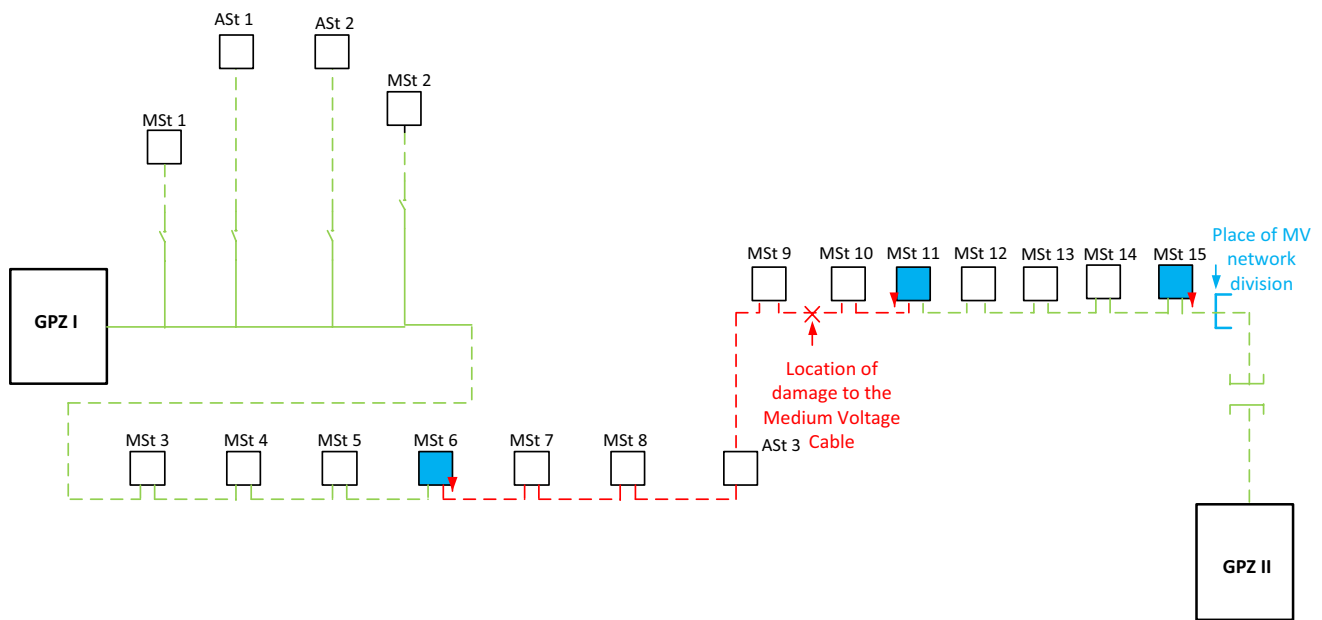 ASt 1
ASt 2
MSt 2
MSt 1
GPZ I
MSt 9
MSt 10
MSt 11
MSt 12
MSt 13
MSt 14
MSt 15
Place of MV
network
division
Location of
damage to the
Medium Voltage
Cable
MSt 3
MSt 4
MSt 5
MSt 6
MSt 7
MSt 8
ASt 3
GPZ II